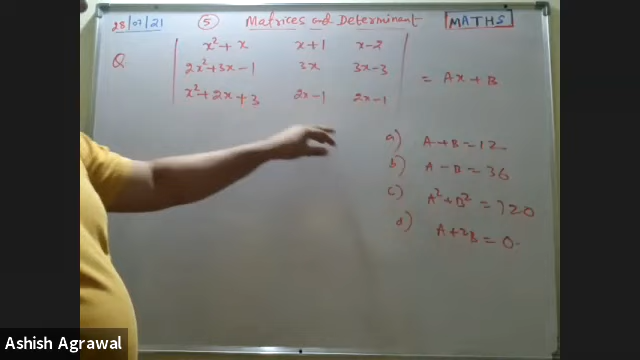 28/07/21 5 Matrices and Determinant MATHS
Q | x²+x x+1 x-2 |
| 2x²+3x-1 3x 3x-3 | = Ax+B
| x²+2x+3 2x-1 2x-1 |
a) A+B=12
b) A-B=36
c) A²+B²=720
d) A+2B=0
Ashish Agrawal